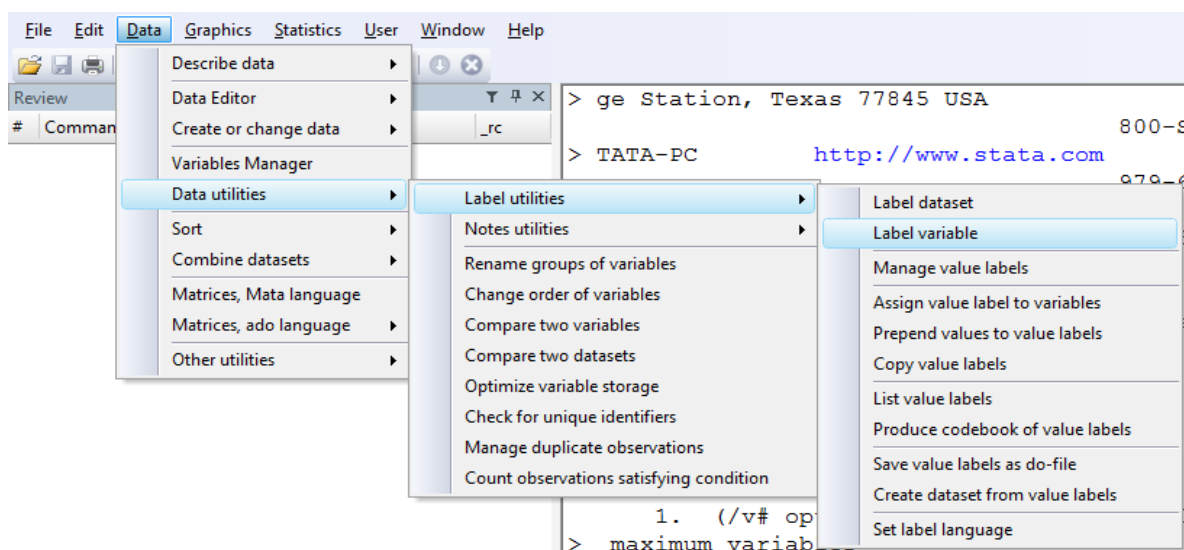 File Edit Data Graphics Statistics User Window Help
Describe data
Data Editor
Create or change data
Variables Manager
Data utilities
Sort
Combine datasets
Matrices, Mata language
Matrices, ado language
Other utilities
Review
# Comman _rc
> ge Station, Texas 77845 USA
800-S
> TATA-PC http://www.stata.com
979-6
Label utilities
Notes utilities
Rename groups of variables
Change order of variables
Compare two variables
Compare two datasets
Optimize variable storage
Check for unique identifiers
Manage duplicate observations
Count observations satisfying condition
Label dataset
Label variable
Manage value labels
Assign value label to variables
Prepend values to value labels
Copy value labels
List value labels
Produce codebook of value labels
Save value labels as do-file
Create dataset from value labels
Set label language
1. (/v# op
> maximum variab